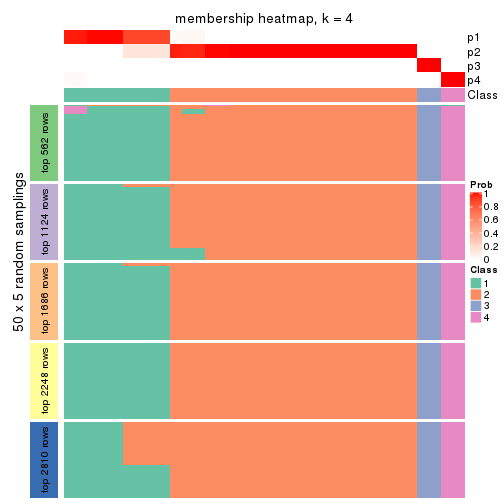 membership heatmap, k = 4
p1
p2
p3
p4
Class
50 x 5 random samplings
top 562 rows
top 1124 rows
top 1686 rows
top 2248 rows
top 2810 rows
Prob
1
0.8
0.6
0.4
0.2
0
Class
1
2
3
4